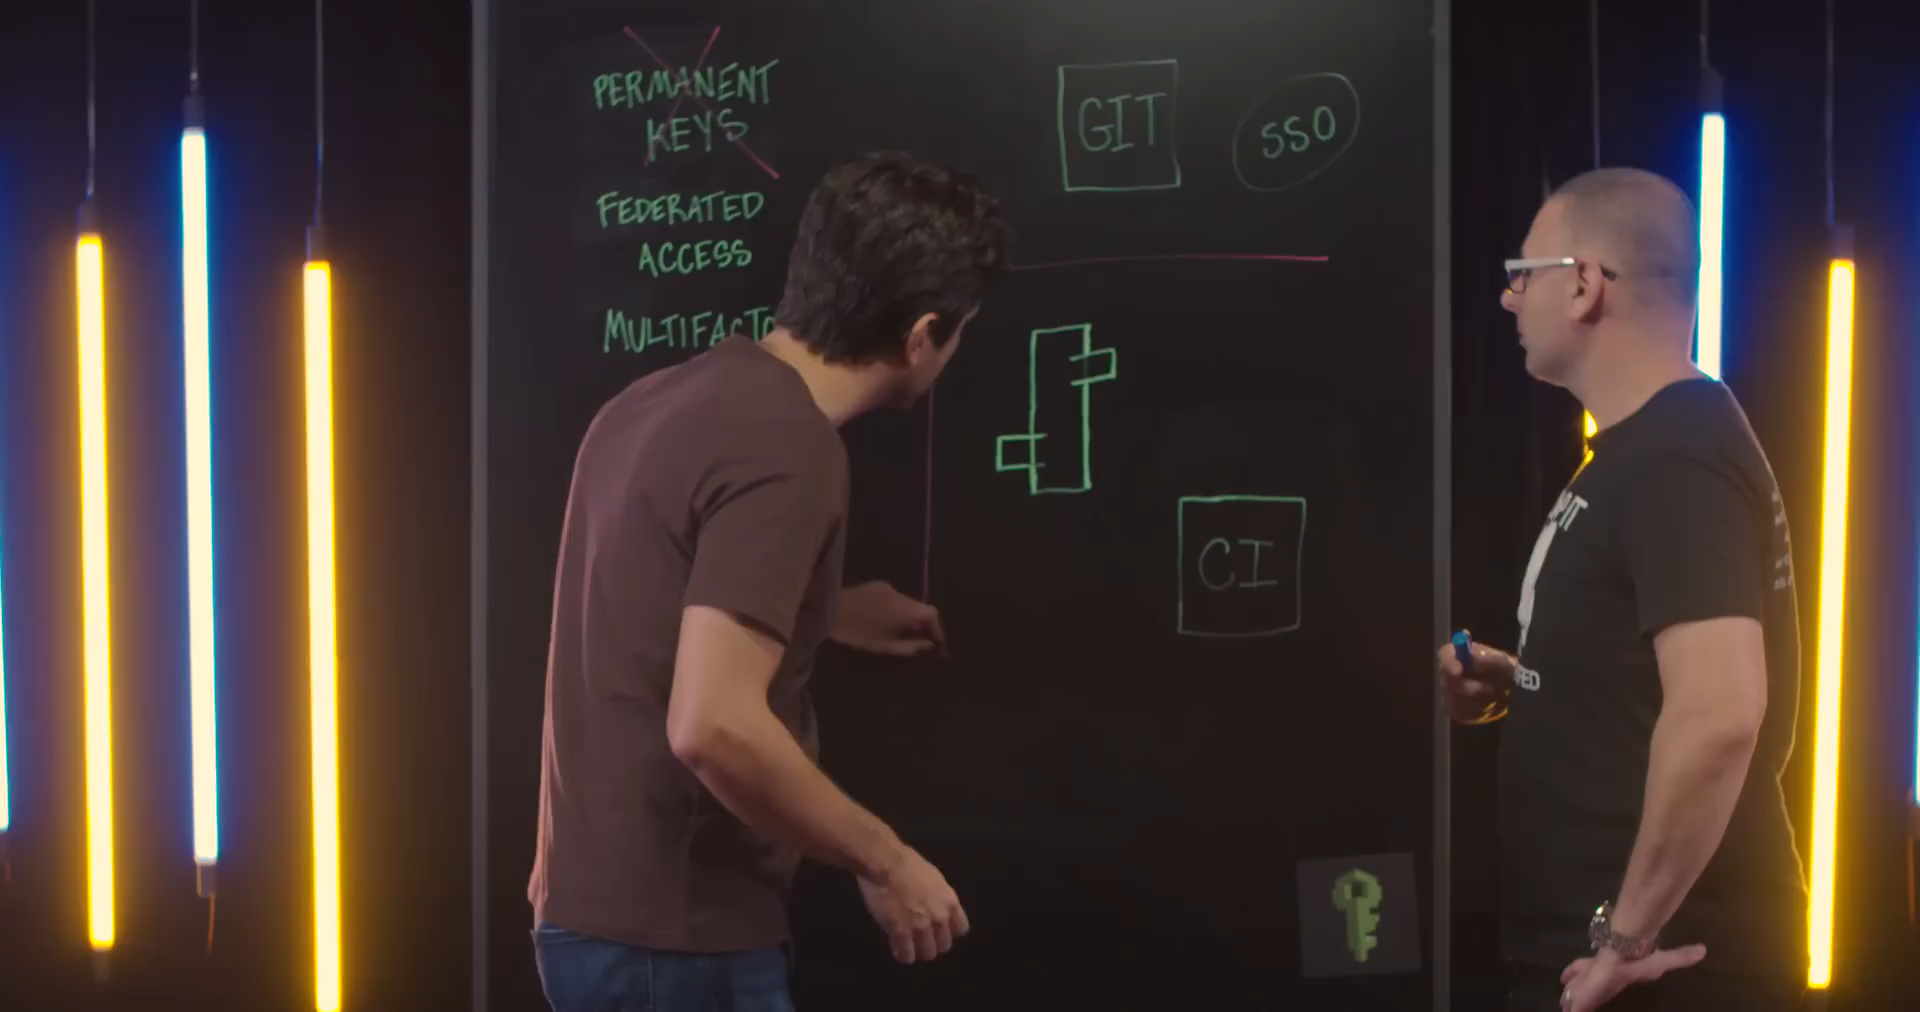 PERMANENT
KEYS
FEDERATED
ACCESS
GIT
SSO
CI